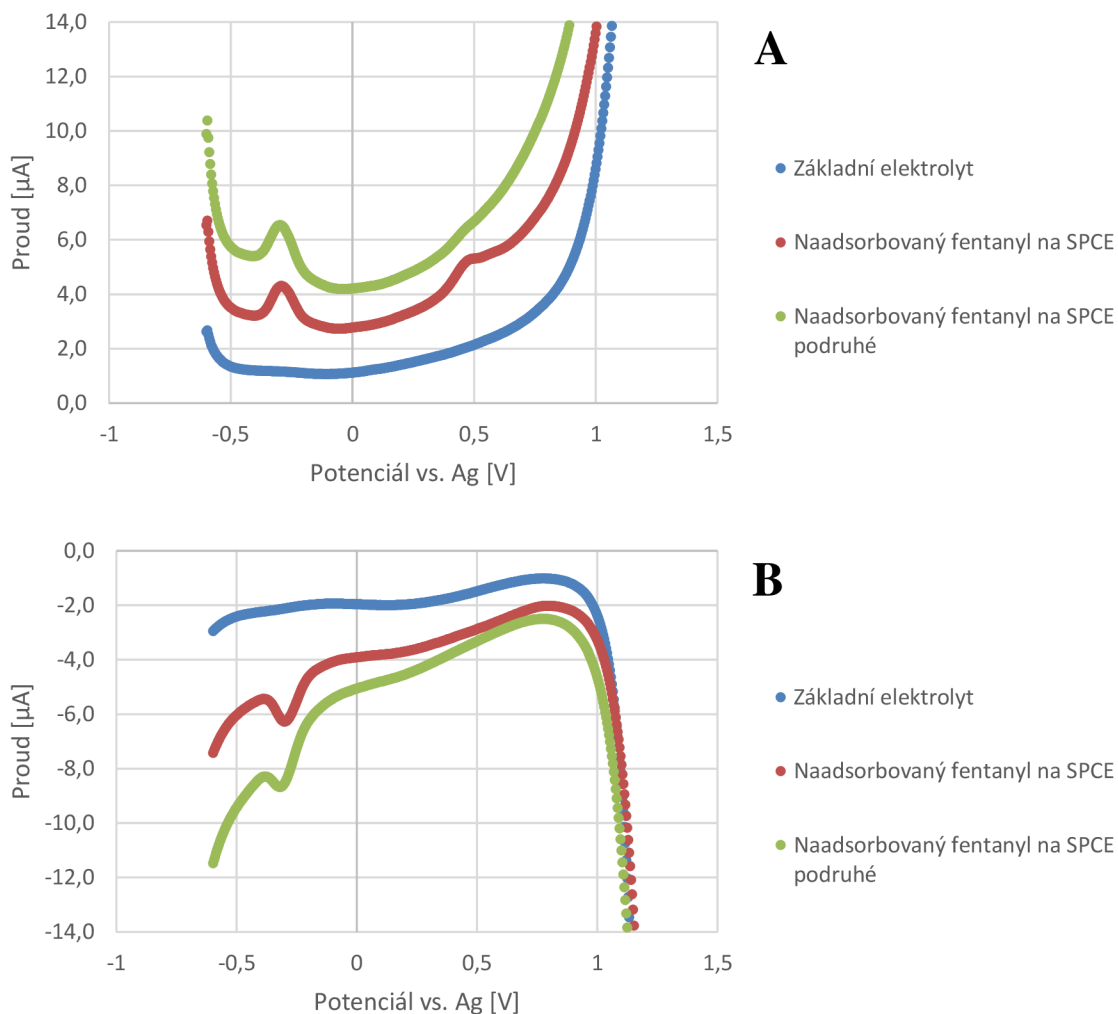 A
14,0
12,0
10,0
8,0
6,0
4,0
2,0
0,0
Proud [µA]
-1
-0,5
0
0,5
1
1,5
Potenciál vs. Ag [V]
Základní elektrolyt
Naadsorbovaný fentanyl na SPCE
Naadsorbovaný fentanyl na SPCE
podruhé
B
0,0
-2,0
-4,0
-6,0
-8,0
-10,0
-12,0
-14,0
Proud [µA]
-1
-0,5
0
0,5
1
1,5
Potenciál vs. Ag [V]
Základní elektrolyt
Naadsorbovaný fentanyl na SPCE
Naadsorbovaný fentanyl na SPCE
podruhé